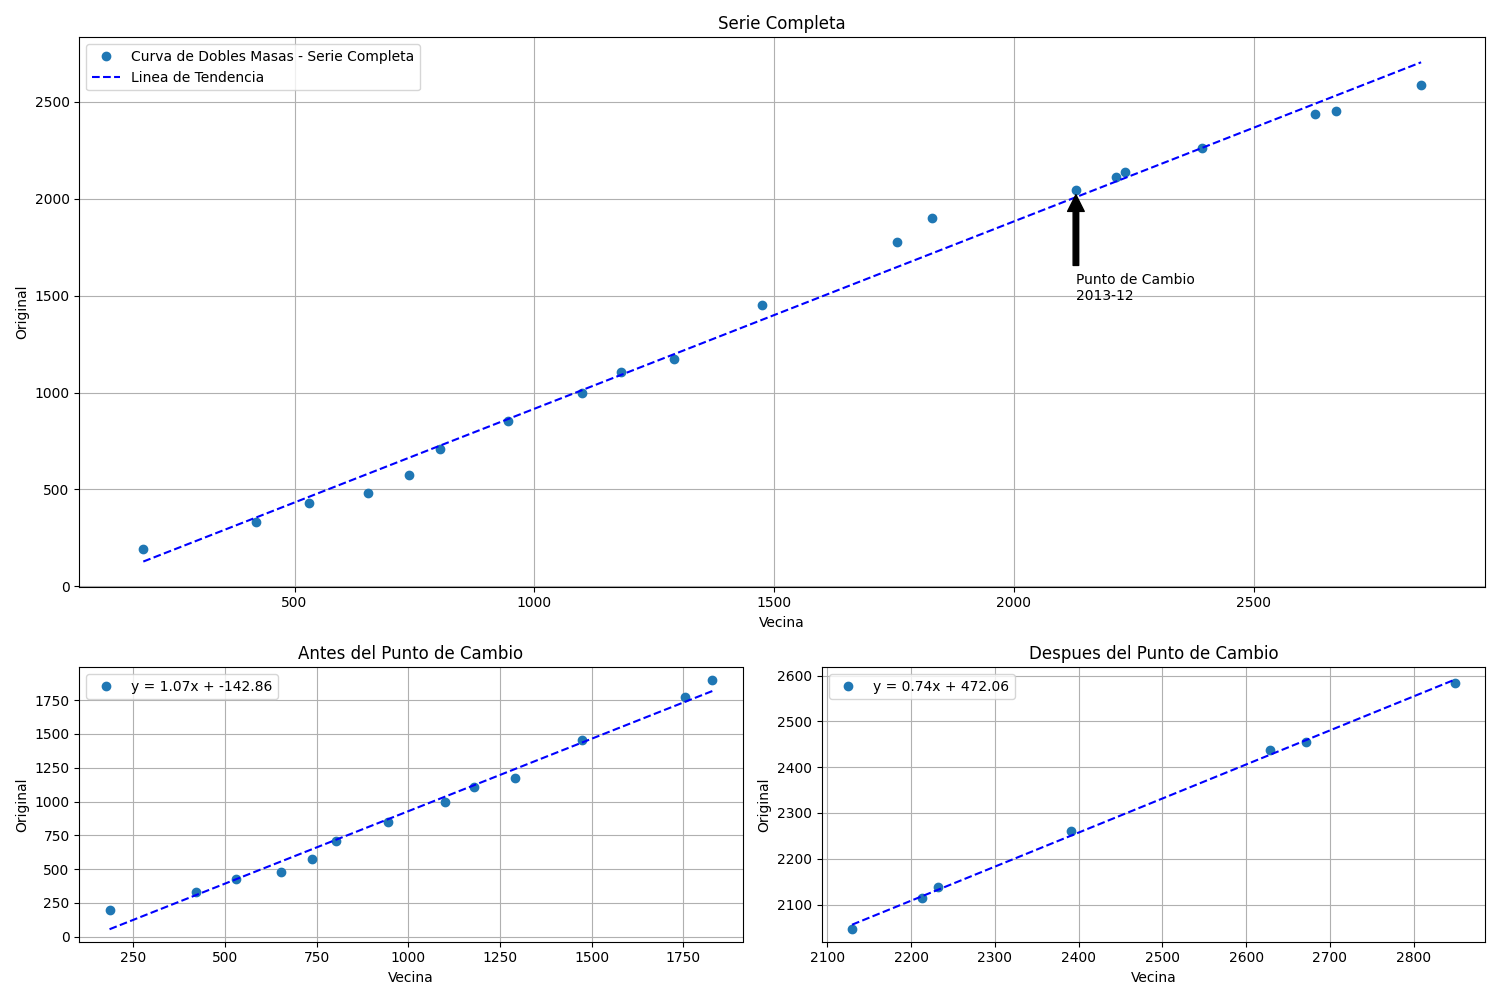 Serie Completa
Curva de Dobles Masas - Serie Completa
Linea de Tendencia
Original
2500
2000
1500
1000
500
0
Punto de Cambio
2013-12
500 1000 1500 2000 2500
Vecina
Antes del Punto de Cambio
y = 1.07x + -142.86
Original
1750
1500
1250
1000
750
500
250
0
250 500 750 1000 1250 1500 1750
Vecina
Despues del Punto de Cambio
y = 0.74x + 472.06
Original
2600
2500
2400
2300
2200
2100
2100 2200 2300 2400 2500 2600 2700 2800
Vecina